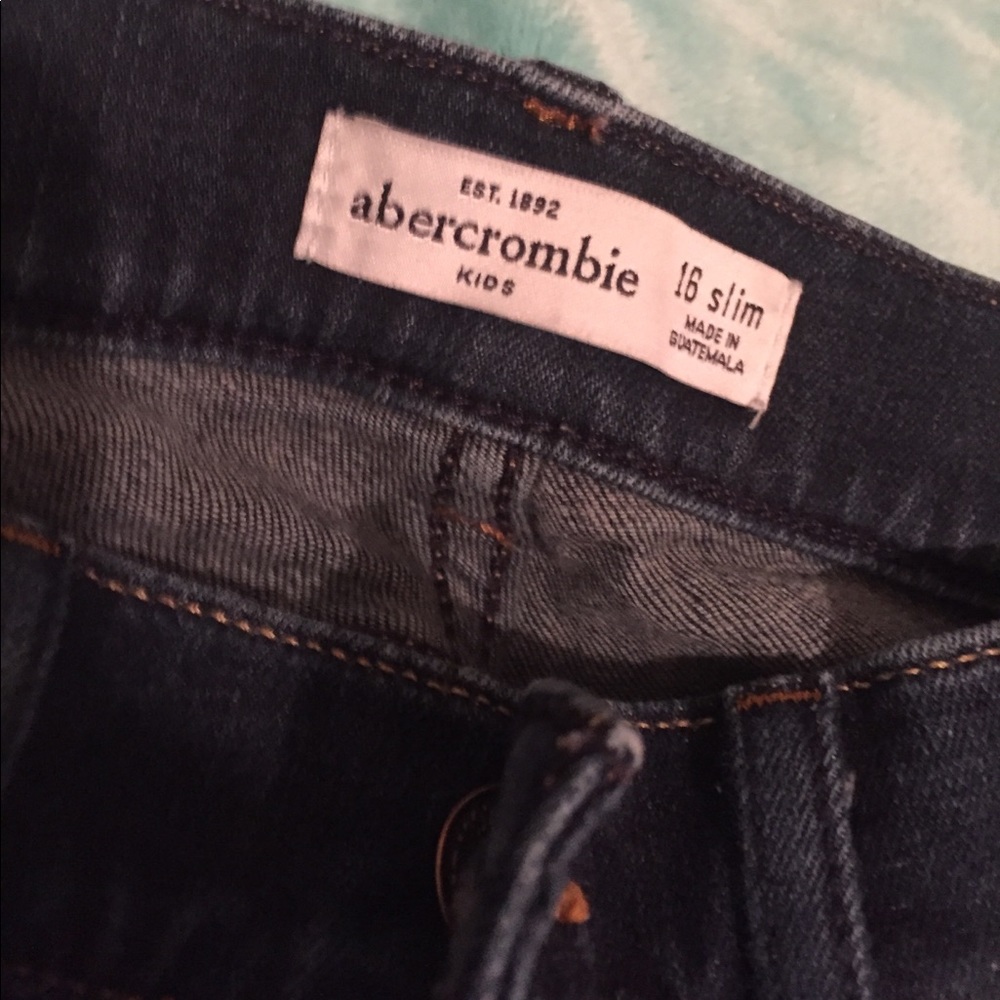 EST. 1892
abercrombie
KIDS
16 slim
MADE IN
GUATEMALA